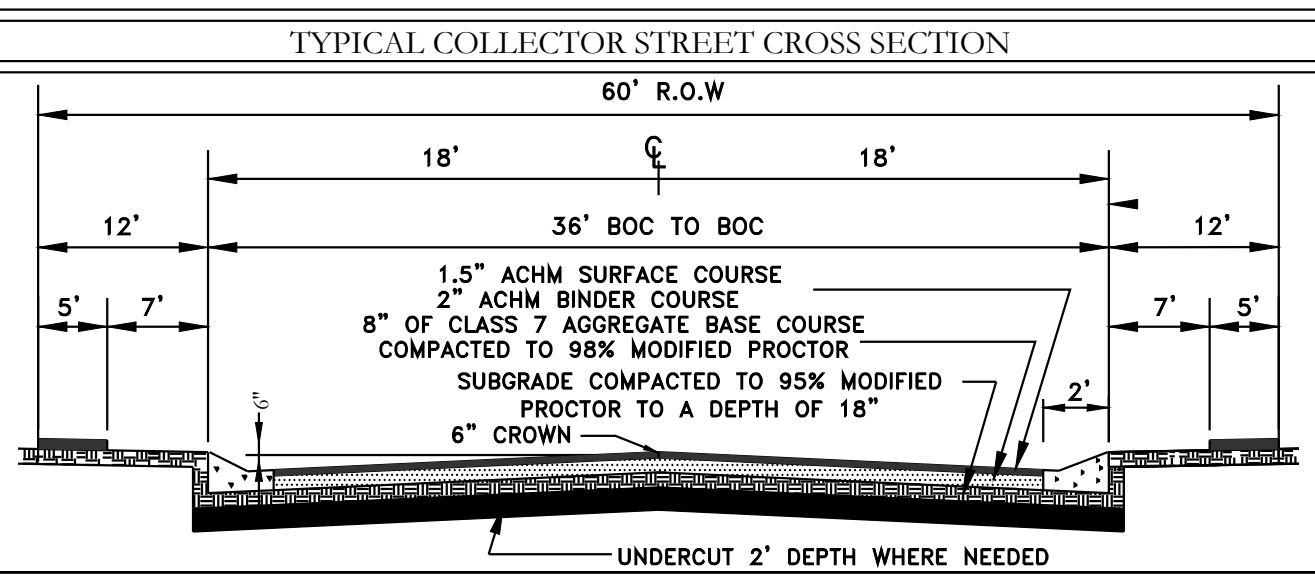 TYPICAL COLLECTOR STREET CROSS SECTION
60' R.O.W
18' ℄ 18'
12' 36' BOC TO BOC 12'
1.5" ACHM SURFACE COURSE
2" ACHM BINDER COURSE
5' 7' 7' 5'
8" OF CLASS 7 AGGREGATE BASE COURSE
COMPACTED TO 98% MODIFIED PROCTOR
SUBGRADE COMPACTED TO 95% MODIFIED
2'
6"
PROCTOR TO A DEPTH OF 18"
6" CROWN
UNDERCUT 2' DEPTH WHERE NEEDED